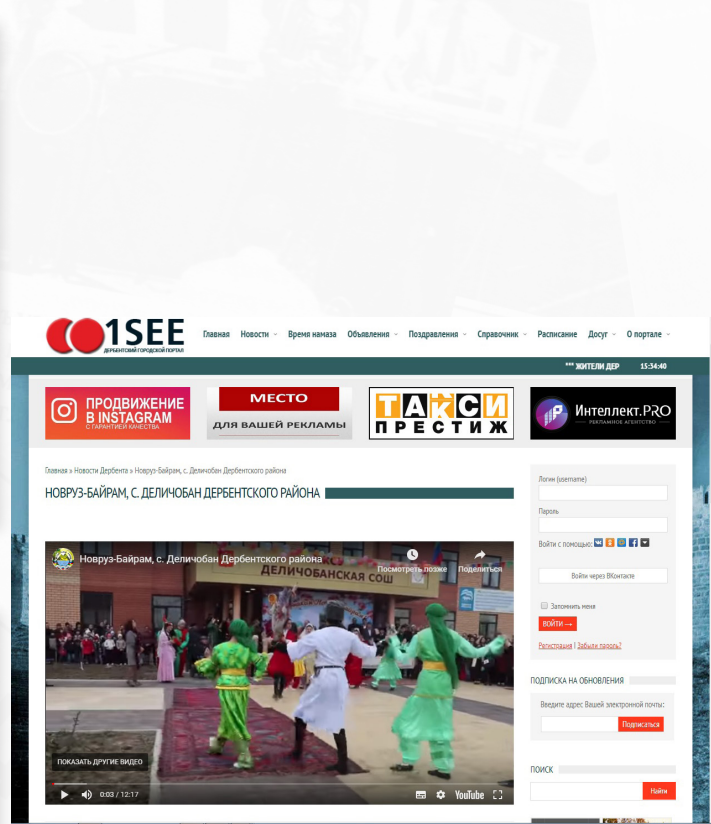 1SEE
ДЕРБЕНТСКИЙ ГОРОДСКОЙ ПОРТАЛ
Главная Новости Время намаза Объявления Поздравления Справочник Расписание Досуг О портале
*** ЖИТЕЛИ ДЕР 15:34:40
ПРОДВИЖЕНИЕ
В INSTAGRAM
С ГАРАНТИЕЙ КАЧЕСТВА
МЕСТО
ДЛЯ ВАШЕЙ РЕКЛАМЫ
ТАКСИ
ПРЕСТИЖ
Интеллект.PRO
РЕКЛАМНОЕ АГЕНТСТВО
Главная » Новости Дербента » Новруз-Байрам, с. Деличобан Дербентского района
НОВРУЗ-БАЙРАМ, С. ДЕЛИЧОБАН ДЕРБЕНТСКОГО РАЙОНА
Новруз-Байрам, с. Деличобан Дербентского района
Посмотреть позже Поделиться
ДЕЛИЧОБАНСКАЯ СОШ
ПОКАЗАТЬ ДРУГИЕ ВИДЕО
0:03 / 12:17 YouTube
Логин (username)
Пароль
Войти с помощью:
Войти через ВКонтакте
Запомнить меня
ВОЙТИ →
Регистрация | Забыли пароль?
ПОДПИСКА НА ОБНОВЛЕНИЯ
Введите адрес Вашей электронной почты:
Подписаться
ПОИСК
Найти